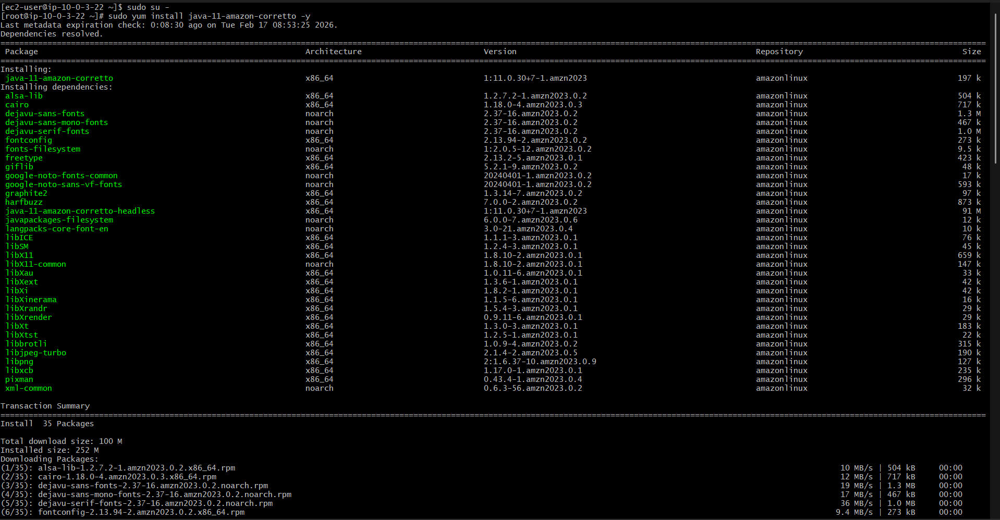 [ec2-user@ip-10-0-3-22 ~]$ sudo su -
[root@ip-10-0-3-22 ~]# sudo yum install java-11-amazon-corretto -y
Last metadata expiration check: 0:08:30 ago on Tue Feb 17 08:53:25 2026.
Dependencies resolved.
==================================================================================================================================================================================================================
Package Architecture Version Repository Size
==================================================================================================================================================================================================================
Installing:
java-11-amazon-corretto x86_64 1:11.0.30+7-1.amzn2023 amazonlinux 197 k
Installing dependencies:
alsa-lib x86_64 1.2.7.2-1.amzn2023.0.2 amazonlinux 504 k
cairo x86_64 1.18.0-4.amzn2023.0.3 amazonlinux 717 k
dejavu-sans-fonts noarch 2.37-16.amzn2023.0.2 amazonlinux 1.3 M
dejavu-sans-mono-fonts noarch 2.37-16.amzn2023.0.2 amazonlinux 467 k
dejavu-serif-fonts noarch 2.37-16.amzn2023.0.2 amazonlinux 1.0 M
fontconfig x86_64 2.13.94-2.amzn2023.0.2 amazonlinux 273 k
fonts-filesystem noarch 1:2.0.5-12.amzn2023.0.2 amazonlinux 9.5 k
freetype x86_64 2.13.2-5.amzn2023.0.1 amazonlinux 423 k
giflib x86_64 5.2.1-9.amzn2023.0.2 amazonlinux 48 k
google-noto-fonts-common noarch 20240401-1.amzn2023.0.2 amazonlinux 17 k
google-noto-sans-vf-fonts noarch 20240401-1.amzn2023.0.2 amazonlinux 593 k
graphite2 x86_64 1.3.14-7.amzn2023.0.2 amazonlinux 97 k
harfbuzz x86_64 7.0.0-2.amzn2023.0.2 amazonlinux 873 k
java-11-amazon-corretto-headless x86_64 1:11.0.30+7-1.amzn2023 amazonlinux 91 M
javapackages-filesystem noarch 6.0.0-7.amzn2023.0.6 amazonlinux 12 k
langpacks-core-font-en noarch 3.0-21.amzn2023.0.4 amazonlinux 10 k
libICE x86_64 1.1.1-3.amzn2023.0.1 amazonlinux 76 k
libSM x86_64 1.2.4-3.amzn2023.0.1 amazonlinux 45 k
libX11 x86_64 1.8.10-2.amzn2023.0.1 amazonlinux 659 k
libX11-common noarch 1.8.10-2.amzn2023.0.1 amazonlinux 147 k
libXau x86_64 1.0.11-6.amzn2023.0.1 amazonlinux 33 k
libXext x86_64 1.3.6-1.amzn2023.0.1 amazonlinux 42 k
libXi x86_64 1.8.2-1.amzn2023.0.1 amazonlinux 42 k
libXinerama x86_64 1.1.5-6.amzn2023.0.1 amazonlinux 16 k
libXrandr x86_64 1.5.4-3.amzn2023.0.1 amazonlinux 29 k
libXrender x86_64 0.9.11-6.amzn2023.0.1 amazonlinux 29 k
libXt x86_64 1.3.0-3.amzn2023.0.1 amazonlinux 183 k
libXtst x86_64 1.2.5-1.amzn2023.0.1 amazonlinux 22 k
libbrotli x86_64 1.0.9-4.amzn2023.0.2 amazonlinux 315 k
libjpeg-turbo x86_64 2.1.4-2.amzn2023.0.5 amazonlinux 190 k
libpng x86_64 2:1.6.37-10.amzn2023.0.9 amazonlinux 127 k
libxcb x86_64 1.17.0-1.amzn2023.0.1 amazonlinux 235 k
pixman x86_64 0.43.4-1.amzn2023.0.4 amazonlinux 296 k
xml-common noarch 0.6.3-56.amzn2023.0.2 amazonlinux 32 k
Transaction Summary
==================================================================================================================================================================================================================
Install 35 Packages
Total download size: 100 M
Installed size: 252 M
Downloading Packages:
(1/35): alsa-lib-1.2.7.2-1.amzn2023.0.2.x86_64.rpm 10 MB/s | 504 kB 00:00
(2/35): cairo-1.18.0-4.amzn2023.0.3.x86_64.rpm 12 MB/s | 717 kB 00:00
(3/35): dejavu-sans-fonts-2.37-16.amzn2023.0.2.noarch.rpm 19 MB/s | 1.3 MB 00:00
(4/35): dejavu-sans-mono-fonts-2.37-16.amzn2023.0.2.noarch.rpm 17 MB/s | 467 kB 00:00
(5/35): dejavu-serif-fonts-2.37-16.amzn2023.0.2.noarch.rpm 36 MB/s | 1.0 MB 00:00
(6/35): fontconfig-2.13.94-2.amzn2023.0.2.x86_64.rpm 9.4 MB/s | 273 kB 00:00